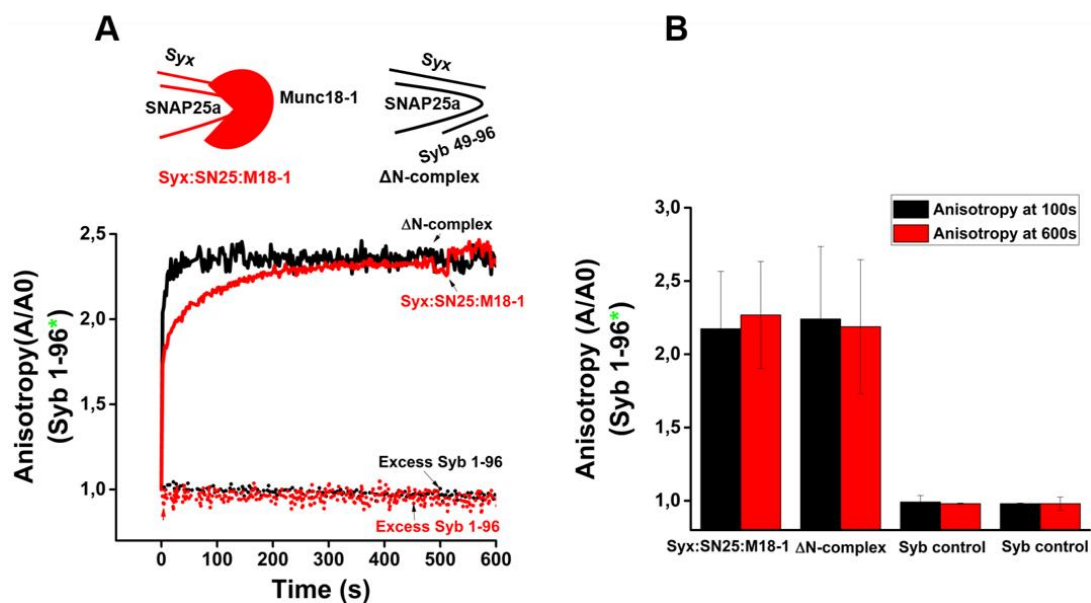 A
Syx
SNAP25a
Munc18-1
Syx:SN25:M18-1
Syx
SNAP25a
Syb 49-96
ΔN-complex
Anisotropy(A/A0)
(Syb 1-96*)
2,5
2,0
1,5
1,0
ΔN-complex
Syx:SN25:M18-1
Excess Syb 1-96
Excess Syb 1-96
0 100 200 300 400 500 600
Time (s)
B
Anisotropy (A/A0)
(Syb 1-96*)
3,0
2,5
2,0
1,5
1,0
Anisotropy at 100s
Anisotropy at 600s
Syx:SN25:M18-1 ΔN-complex Syb control Syb control